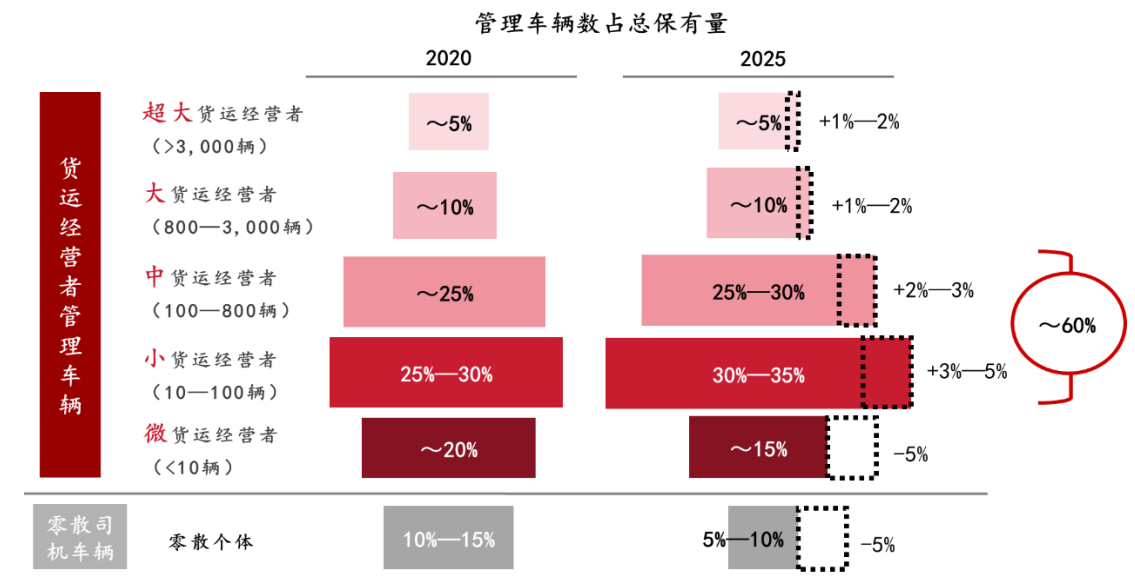 管理车辆数占总保有量
2020
2025
货运经营者管理车辆
超大货运经营者
(>3,000辆)
～5%
～5%
+1%—2%
大货运经营者
(800—3,000辆)
～10%
～10%
+1%—2%
中货运经营者
(100—800辆)
～25%
25%—30%
+2%—3%
小货运经营者
(10—100辆)
25%—30%
30%—35%
+3%—5%
～60%
微货运经营者
(<10辆)
～20%
～15%
−5%
零散司
机车辆
零散个体
10%—15%
5%—10%
−5%